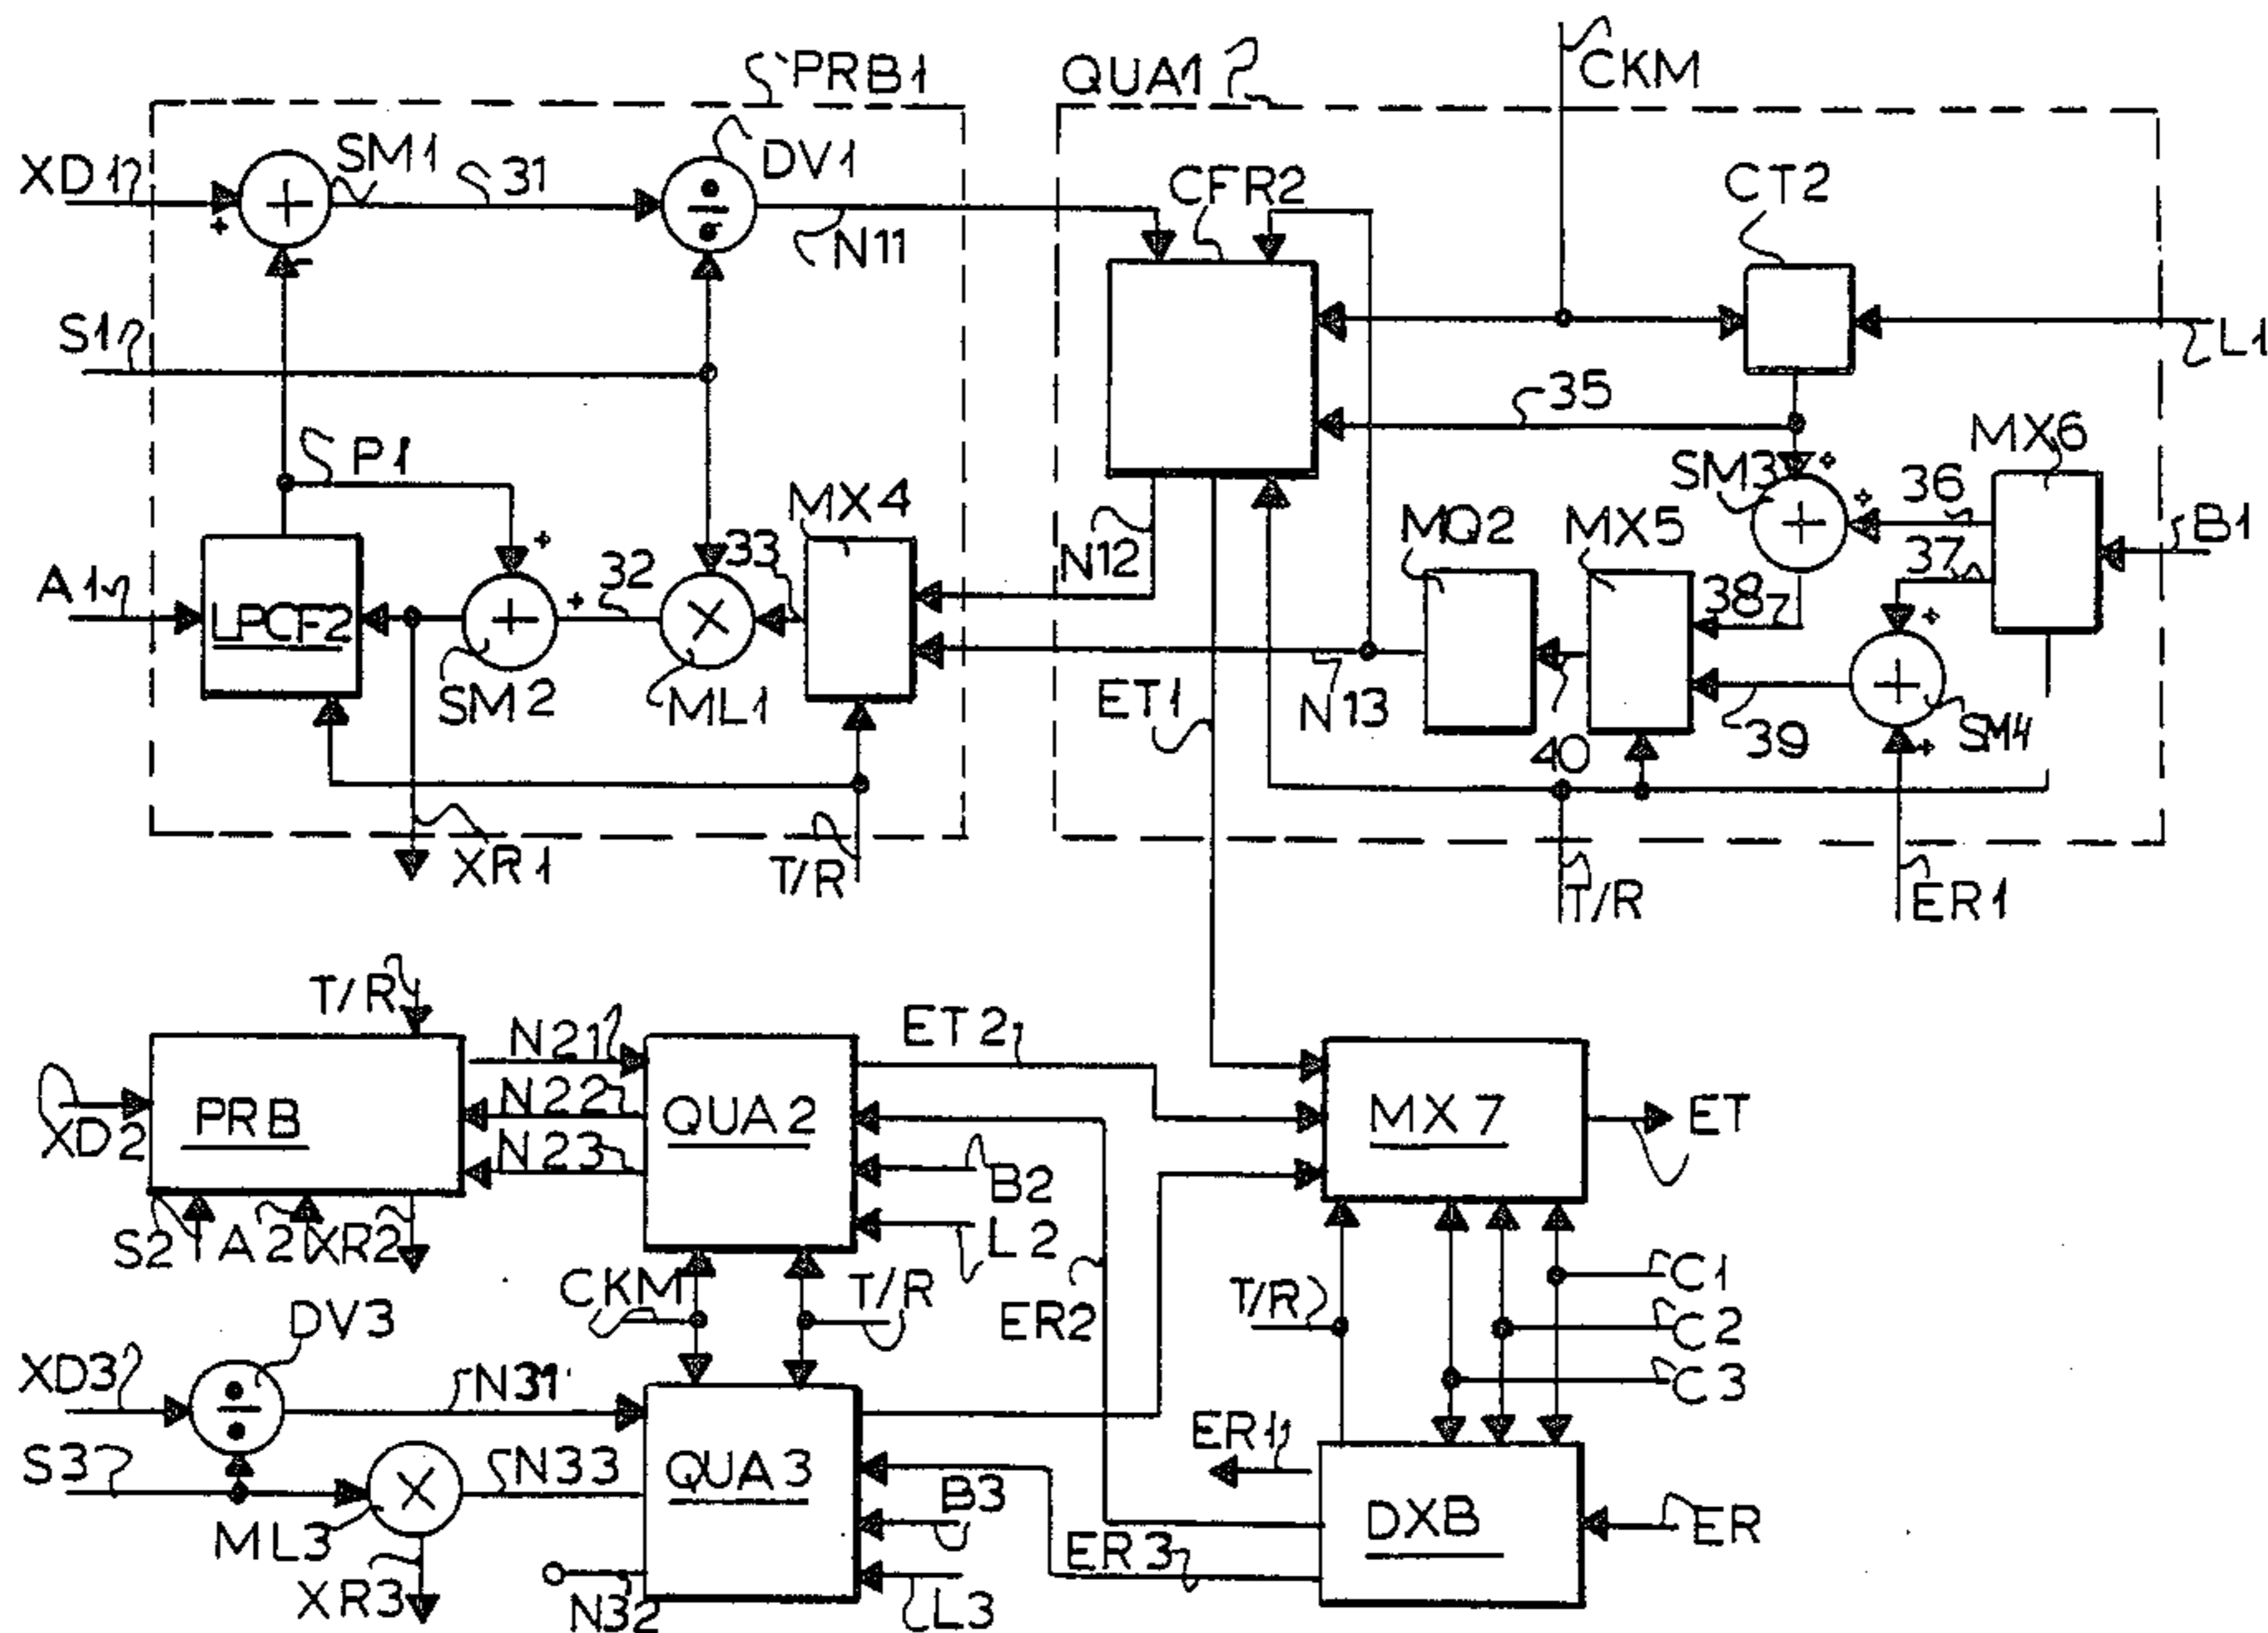 PRB1
QUA1
CKM
XD1
SM1
31
DV1
N11
CFR2
CT2
S1
L1
35
P1
MX4
MQ2
MX5
SM3
36
MX6
B1
A1
LPCF2
32
33
N12
37
38
SM2
ML1
ET1
N13
40
39
SM4
XR1
T/R
T/R
ER1
T/R
N21
ET2
XD2
PRB
N22
QUA2
MX7
ET
N23
B2
S2
A2
XR2
L2
CKM
T/R
ER2
T/R
C1
C2
C3
DV3
XD3
N31
S3
N33
QUA3
ER1
B3
DXB
ER
ML3
ER3
XR3
N32
L3
+
+
+
+
+
+
+
+
+
+
-
÷
÷
×
×